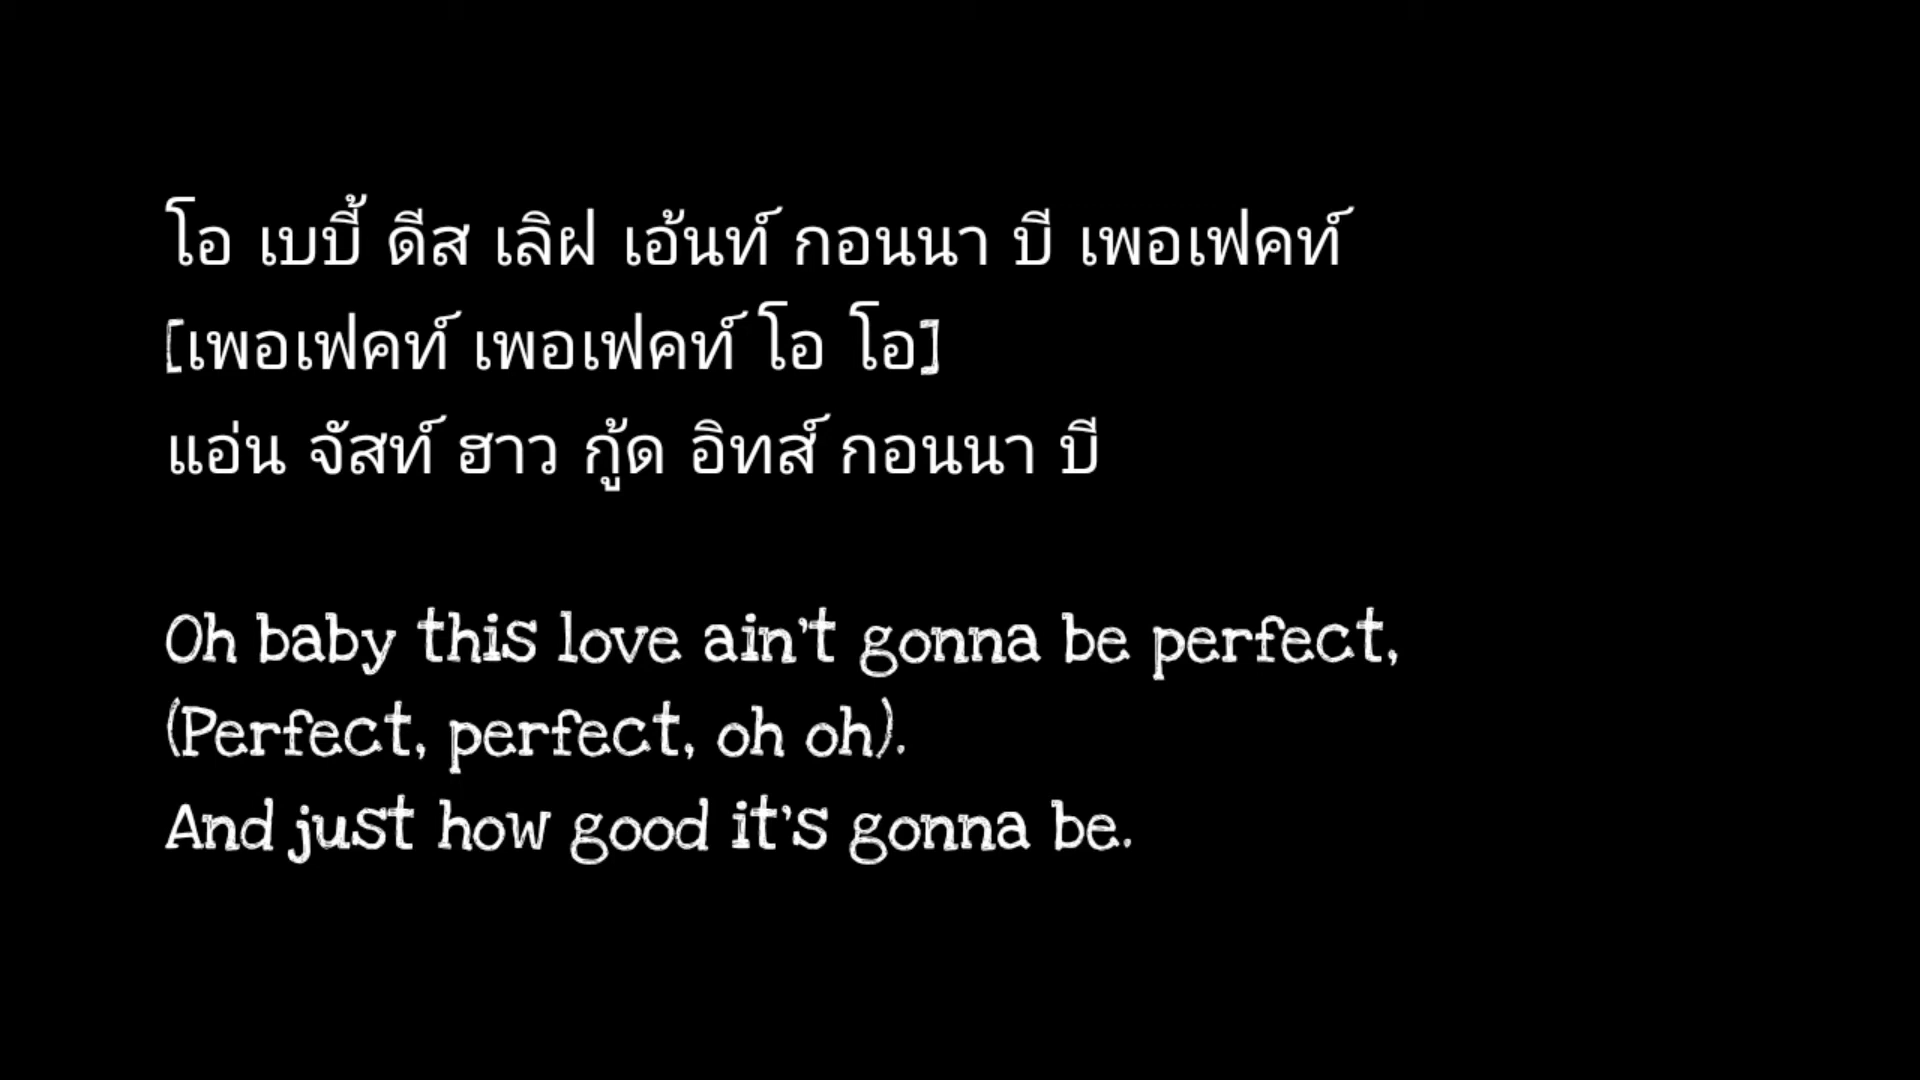 โอ เบบี้ ดีส เลิฝ เอ้นท์ กอนนา บี เพอเฟคท์
[เพอเฟคท์ เพอเฟคท์ โอ โอ]
แอ่น จัสท์ ฮาว กู้ด อิทส์ กอนนา บี
Oh baby this love ain't gonna be perfect,
(Perfect, perfect, oh oh).
And just how good it's gonna be.